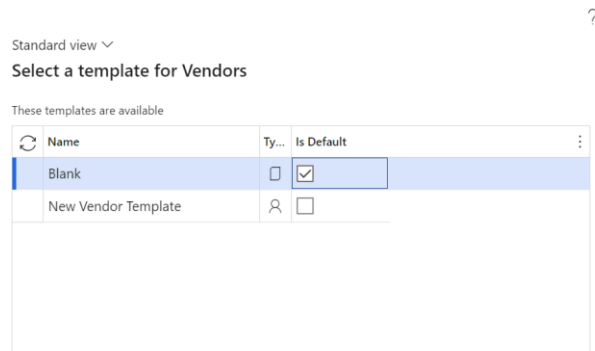 ?
Standard view
Select a template for Vendors
These templates are available
Name Ty... Is Default
Blank
New Vendor Template